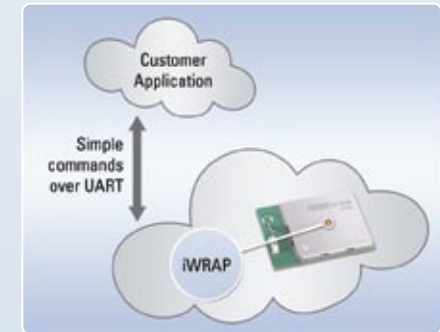 Customer
Application
Simple
commands
over UART
iWRAP